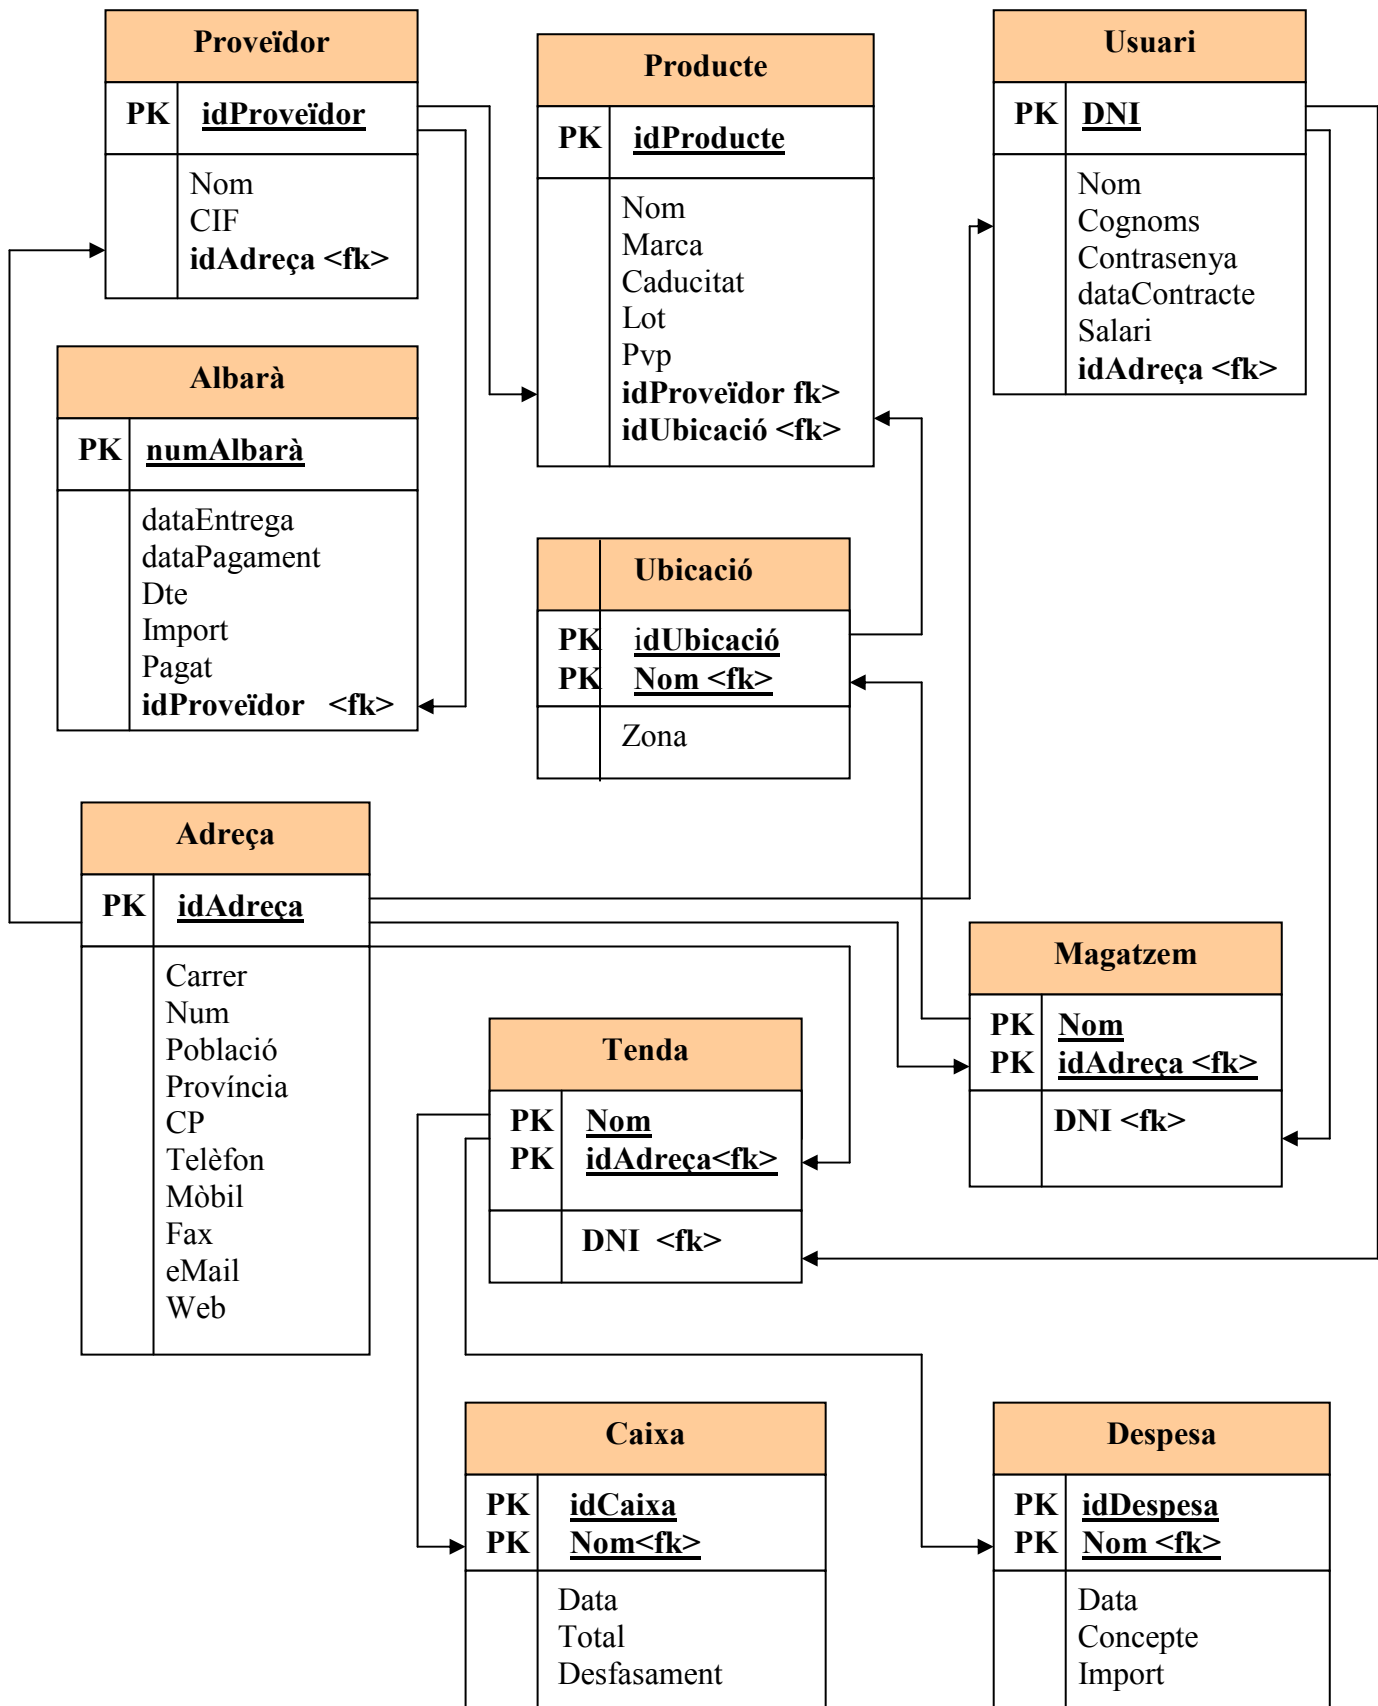 Proveïdor
PK idProveïdor
Nom
CIF
idAdreça <fk>
Producte
PK idProducte
Nom
Marca
Caducitat
Lot
Pvp
idProveïdor fk>
idUbicació <fk>
Usuari
PK DNI
Nom
Cognoms
Contrasenya
dataContracte
Salari
idAdreça <fk>
Albarà
PK numAlbarà
dataEntrega
dataPagament
Dte
Import
Pagat
idProveïdor <fk>
Ubicació
PK idUbicació
PK Nom <fk>
Zona
Adreça
PK idAdreça
Carrer
Num
Població
Província
CP
Telèfon
Mòbil
Fax
eMail
Web
Magatzem
PK Nom
PK idAdreça <fk>
DNI <fk>
Tenda
PK Nom
PK idAdreça<fk>
DNI <fk>
Caixa
PK idCaixa
PK Nom<fk>
Data
Total
Desfasament
Despesa
PK idDespesa
PK Nom <fk>
Data
Concepte
Import